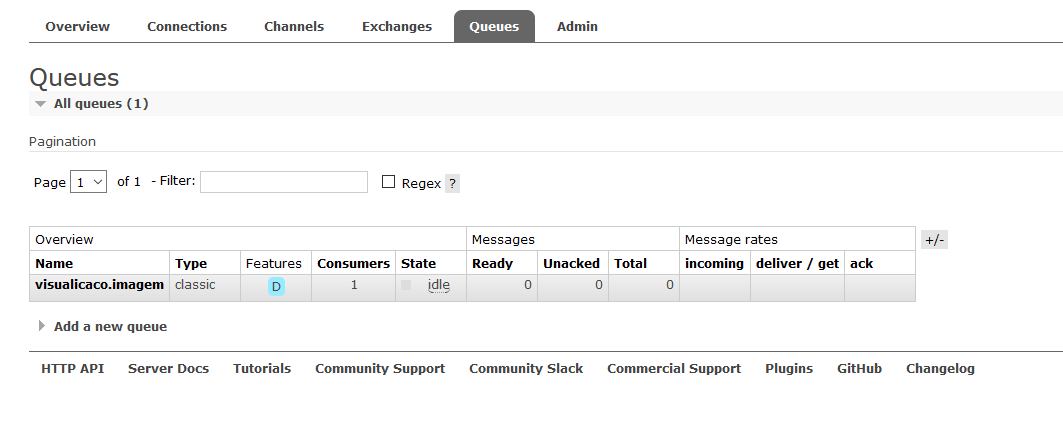 Overview Connections Channels Exchanges Queues Admin
Queues
All queues (1)
Pagination
Page 1 of 1 - Filter: Regex ?
Overview Messages Message rates +/-
Name Type Features Consumers State Ready Unacked Total incoming deliver / get ack
visualicaco.imagem classic D 1 idle 0 0 0
Add a new queue
HTTP API Server Docs Tutorials Community Support Community Slack Commercial Support Plugins GitHub Changelog